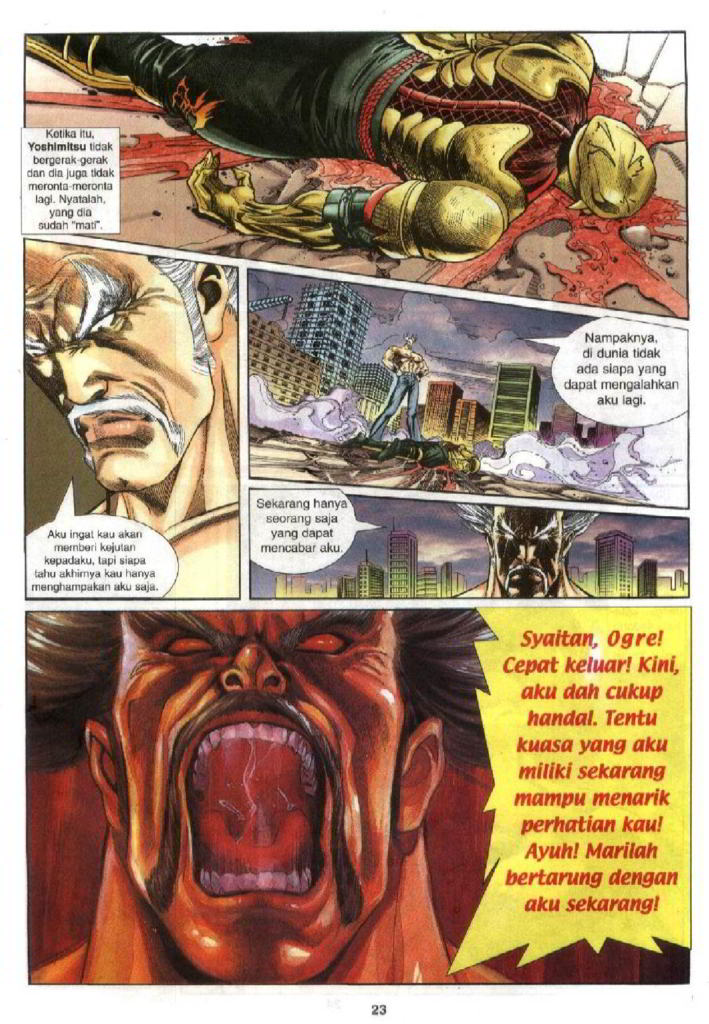 Ketika itu,
Yoshimitsu tidak
bergerak-gerak
dan dia juga tidak
meronta-meronta
lagi. Nyatalah,
yang dia
sudah "mati".
Nampaknya,
di dunia tidak
ada siapa yang
dapat mengalahkan
aku lagi.
Aku ingat kau akan
memberi kejutan
kepadaku, tapi siapa
tahu akhirnya kau hanya
menghampakan aku saja.
Sekarang hanya
seorang saja
yang dapat
mencabar aku.
Syaitan, Ogre!
Cepat keluar! Kini,
aku dah cukup
handal. Tentu
kuasa yang aku
miliki sekarang
mampu menarik
perhatian kau!
Ayuh! Marilah
bertarung dengan
aku sekarang!
23